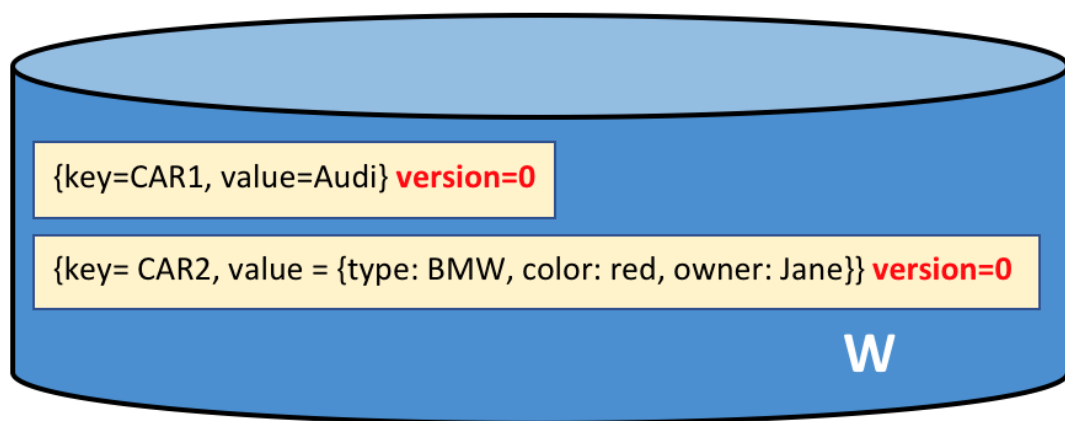 {key=CAR1, value=Audi} version=0
{key= CAR2, value = {type: BMW, color: red, owner: Jane}} version=0
W